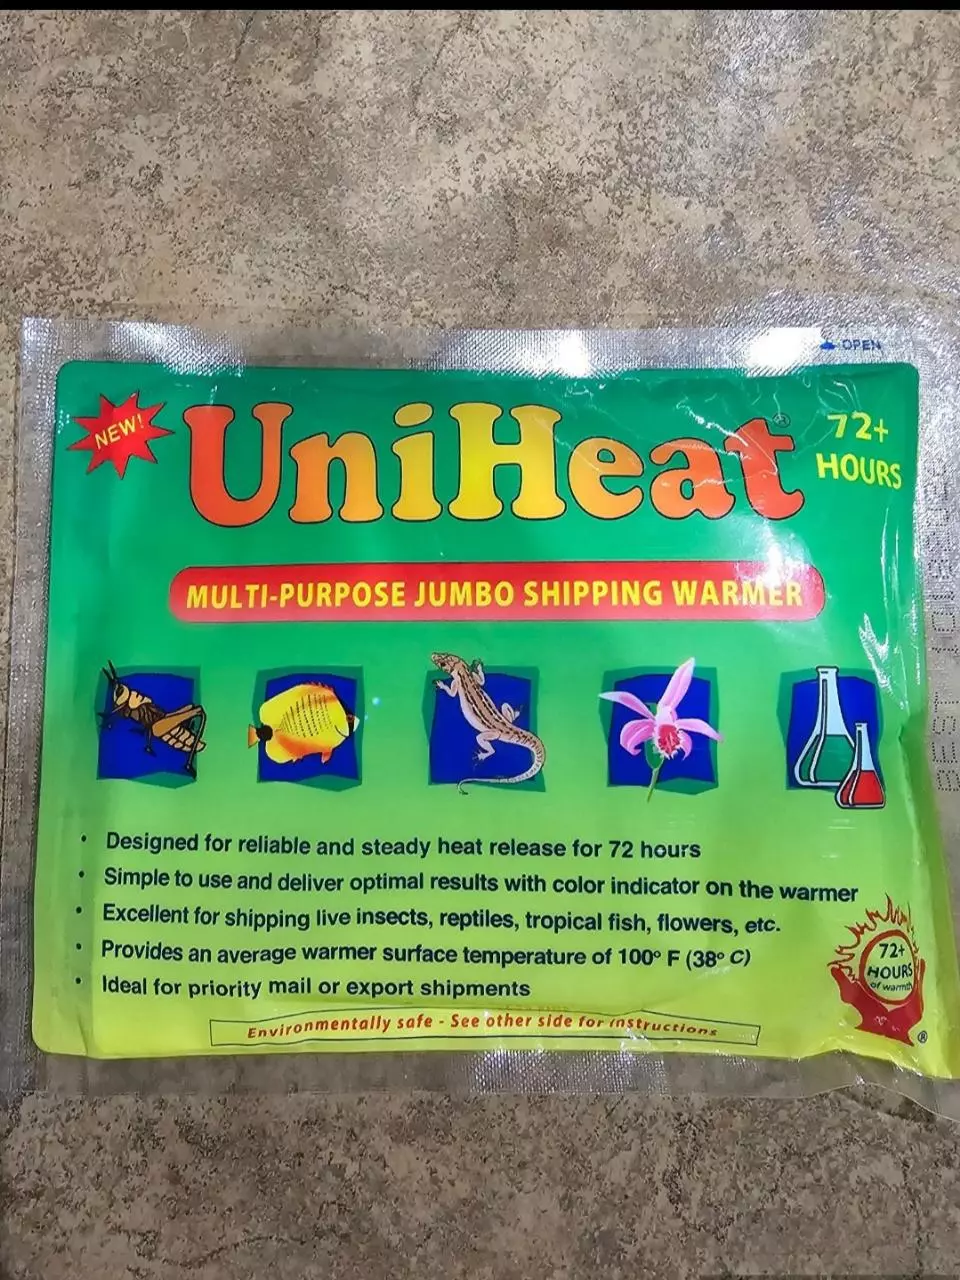 OPEN
NEW!
UniHeat®
72+
HOURS
MULTI-PURPOSE JUMBO SHIPPING WARMER
• Designed for reliable and steady heat release for 72 hours
• Simple to use and deliver optimal results with color indicator on the warmer
• Excellent for shipping live insects, reptiles, tropical fish, flowers, etc.
• Provides an average warmer surface temperature of 100° F (38° C)
• Ideal for priority mail or export shipments
72+
HOURS
of warmth
®
Environmentally safe - See other side for instructions
BEST